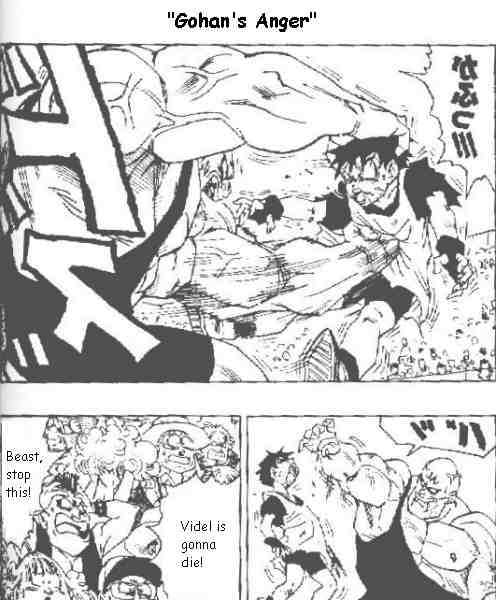 "Gohan's Anger"
Beast,
stop
this!
Videl is
gonna
die!